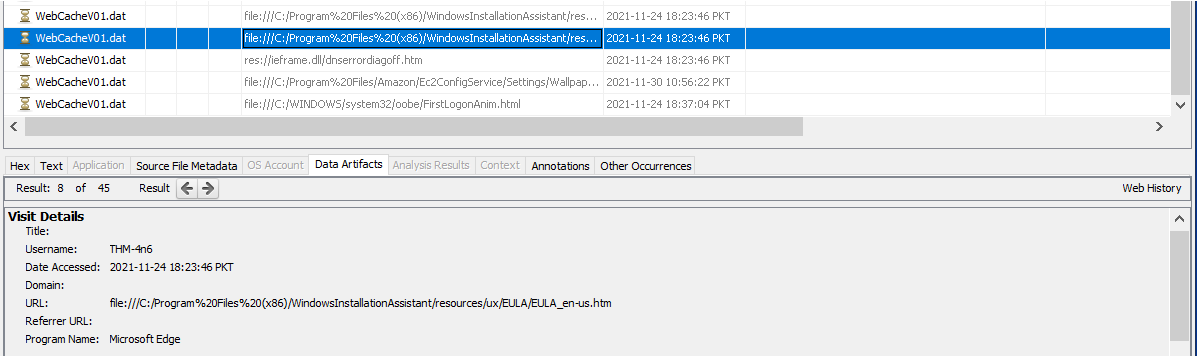 WebCacheV01.dat file:///C:/Program%20Files%20(x86)/WindowsInstallationAssistant/res... 2021-11-24 18:23:46 PKT
WebCacheV01.dat file:///C:/Program%20Files%20(x86)/WindowsInstallationAssistant/res... 2021-11-24 18:23:46 PKT
WebCacheV01.dat res://ieframe.dll/dnserrordiagoff.htm 2021-11-24 18:23:46 PKT
WebCacheV01.dat file:///C:/Program%20Files/Amazon/Ec2ConfigService/Settings/Wallpap... 2021-11-30 10:56:22 PKT
WebCacheV01.dat file:///C:/WINDOWS/system32/oobe/FirstLogonAnim.html 2021-11-24 18:37:04 PKT
Hex Text Application Source File Metadata OS Account Data Artifacts Analysis Results Context Annotations Other Occurrences
Result: 8 of 45 Result Web History
Visit Details
Title:
Username: THM-4n6
Date Accessed: 2021-11-24 18:23:46 PKT
Domain:
URL: file:///C:/Program%20Files%20(x86)/WindowsInstallationAssistant/resources/ux/EULA/EULA_en-us.htm
Referrer URL:
Program Name: Microsoft Edge